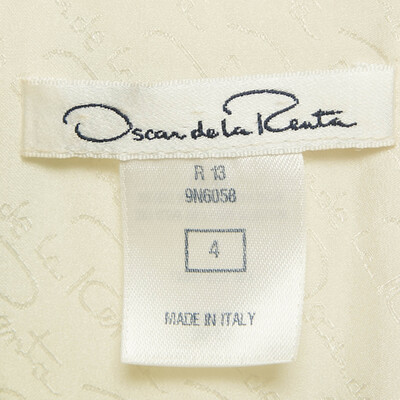 Oscar de la Renta
R 13
9N6058
4
MADE IN ITALY